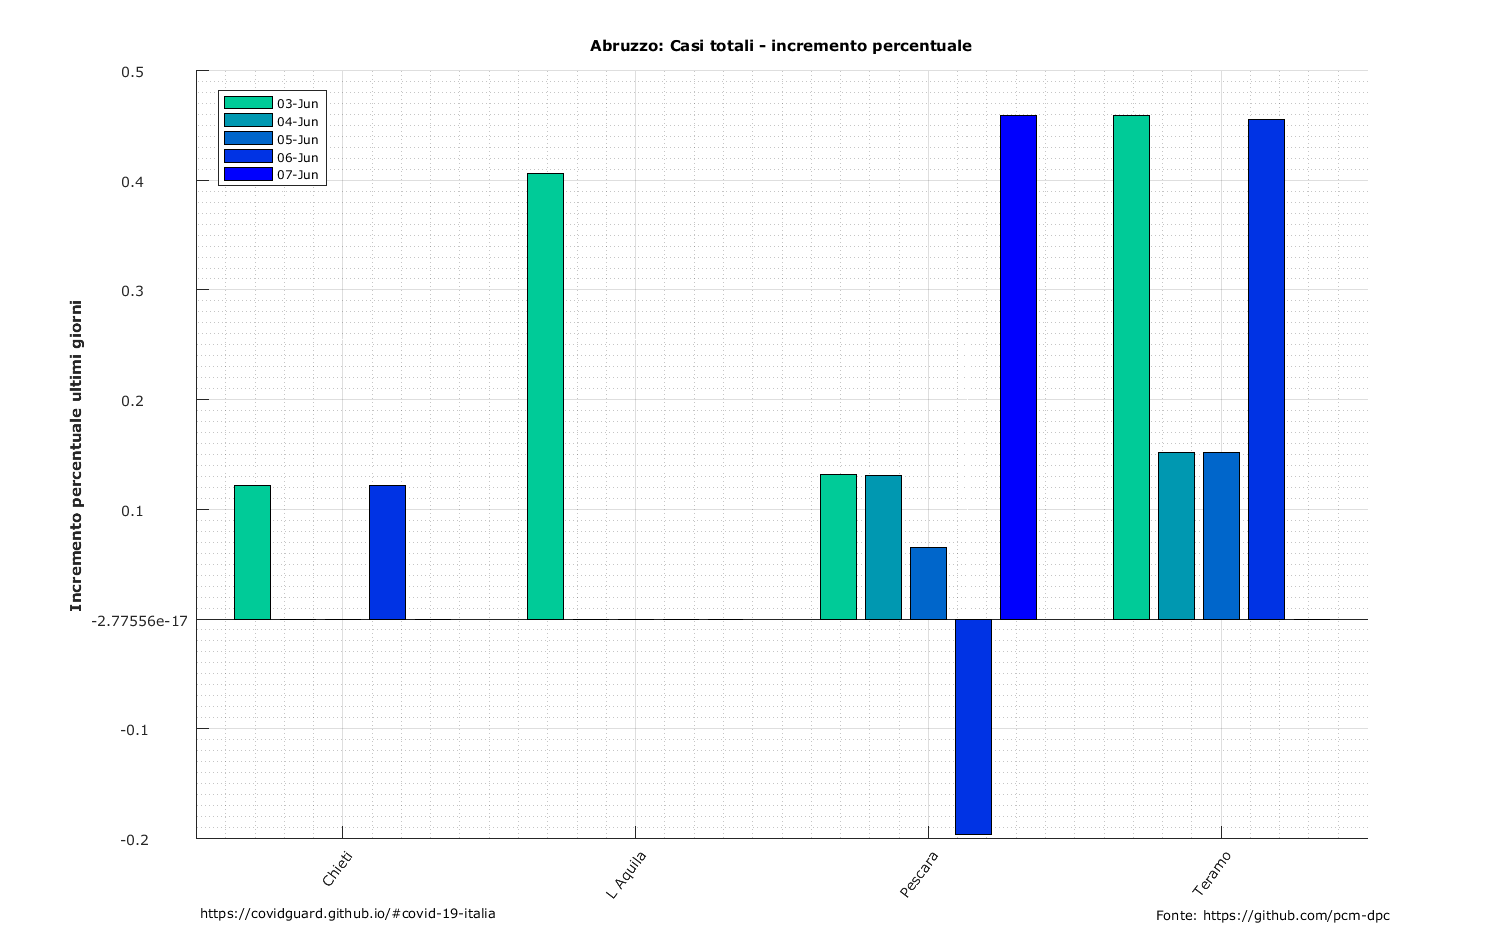 Abruzzo: Casi totali - incremento percentuale
03-Jun
04-Jun
05-Jun
06-Jun
07-Jun
Incremento percentuale ultimi giorni
0.5
0.4
0.3
0.2
0.1
-2.77556e-17
-0.1
-0.2
Chieti
L Aquila
Pescara
Teramo
https://covidguard.github.io/#covid-19-italia
Fonte: https://github.com/pcm-dpc